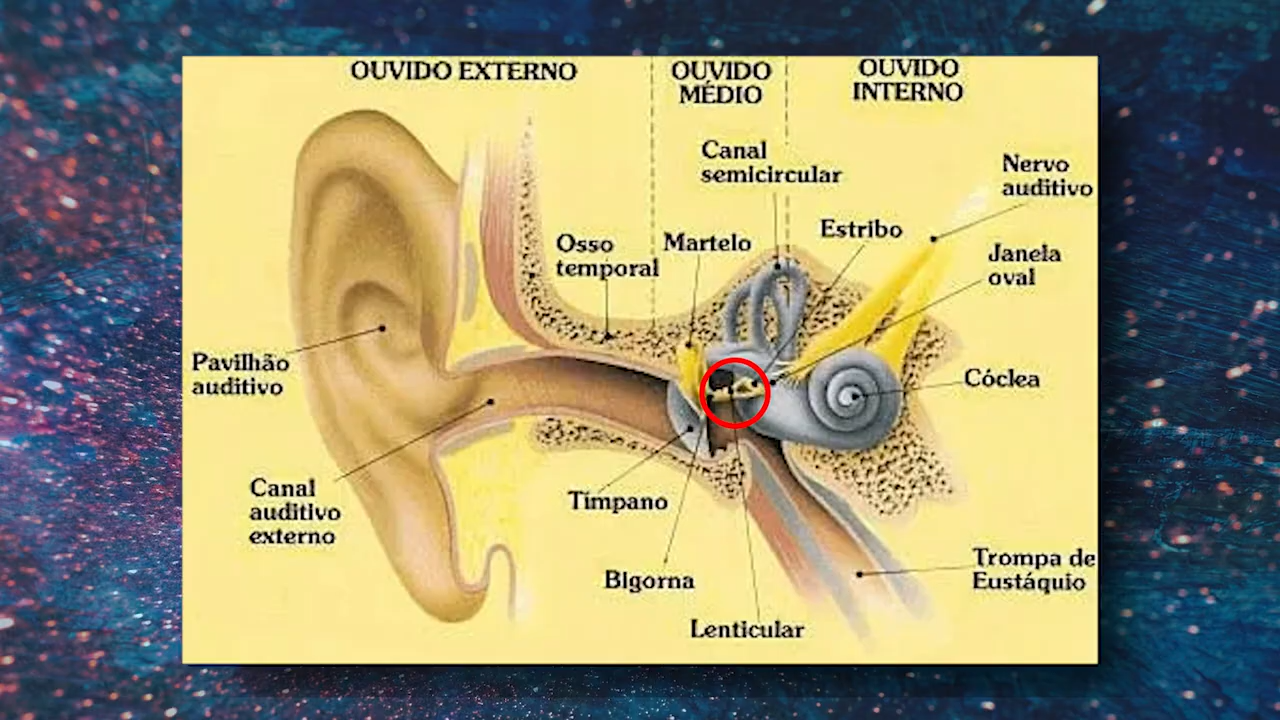 OUVIDO EXTERNO
OUVIDO
MÉDIO
OUVIDO
INTERNO
Canal
semicircular
Nervo
auditivo
Estribo
Osso
temporal
Martelo
Janela
oval
Pavilhão
auditivo
Cóclea
Canal
auditivo
externo
Tímpano
Bigorna
Trompa de
Eustáquio
Lenticular